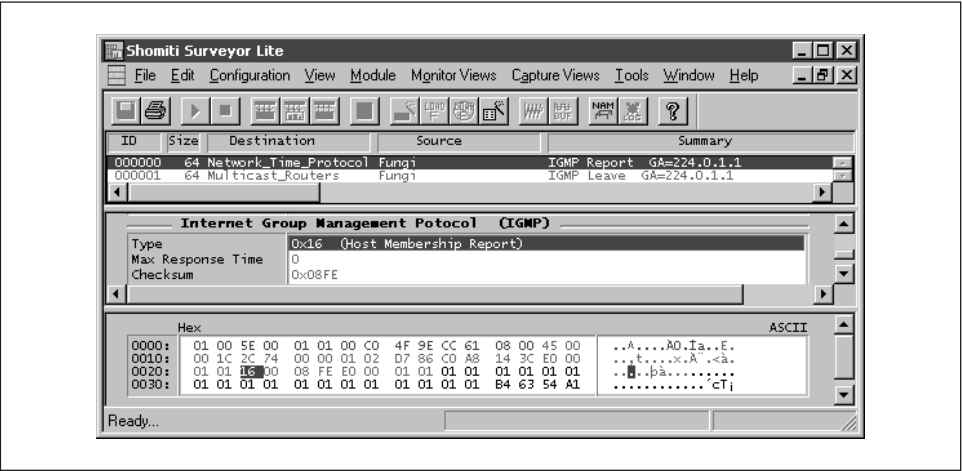 Shomiti Surveyor Lite
File Edit Configuration View Module Monitor Views Capture Views Tools Window Help
ID Size Destination Source Summary
000000 64 Network_Time_Protocol Fungi IGMP Report GA=224.0.1.1
000001 64 Multicast_Routers Fungi IGMP Leave GA=224.0.1.1
Internet Group Management Potocol (IGMP)
Type 0x16 (Host Membership Report)
Max Response Time 0
Checksum 0x08FE
Hex ASCII
0000: 01 00 5E 00 01 01 00 C0 4F 9E CC 61 08 00 45 00 ..^....ÀO.Ìa..E.
0010: 00 1C 2C 74 00 00 01 02 D7 86 C0 A8 14 3C E0 00 ..,t....x.À¨.<à.
0020: 01 01 16 00 08 FE E0 00 01 01 01 01 01 01 01 01 .....þà.........
0030: 01 01 01 01 01 01 01 01 01 01 01 01 B4 63 54 A1 ............´cT¡
Ready...